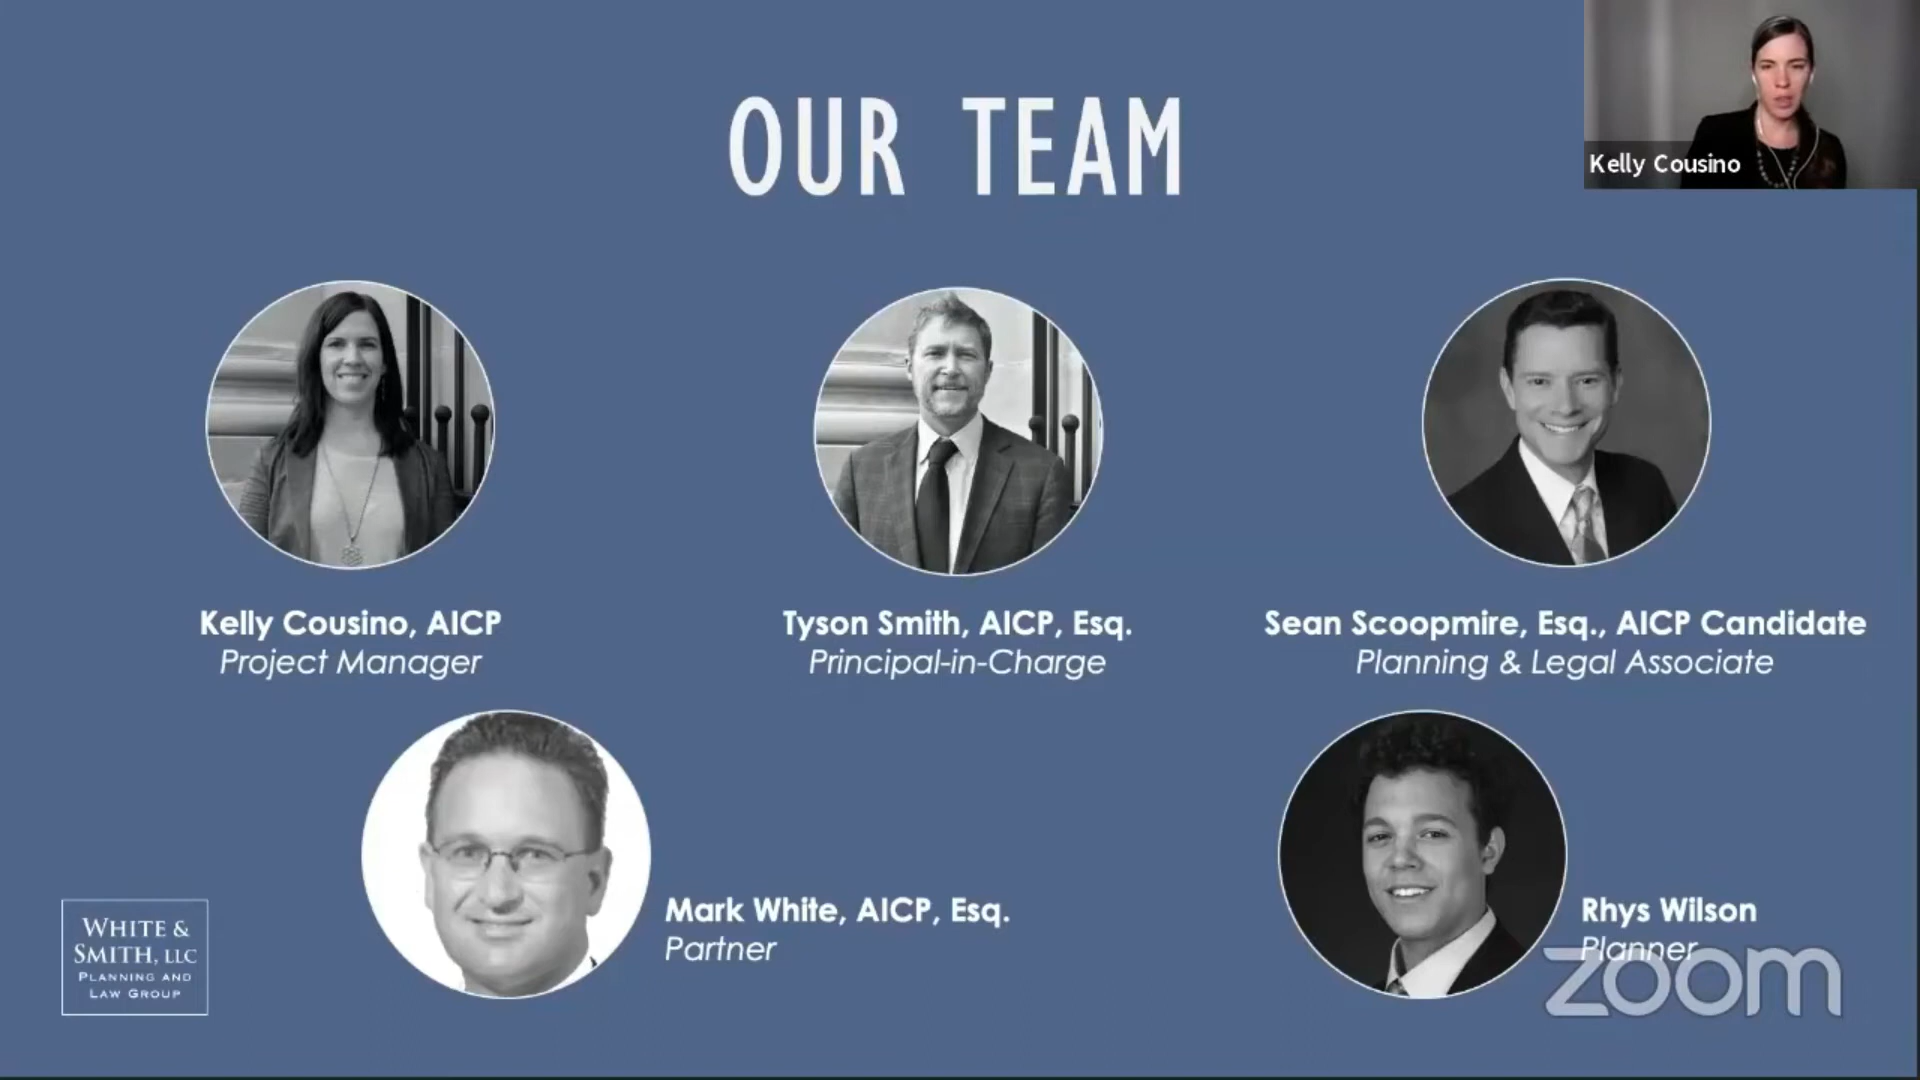 OUR TEAM
Kelly Cousino
Kelly Cousino, AICP
Project Manager
Tyson Smith, AICP, Esq.
Principal-in-Charge
Sean Scoopmire, Esq., AICP Candidate
Planning & Legal Associate
Mark White, AICP, Esq.
Partner
Rhys Wilson
Planner
WHITE &
SMITH, LLC
PLANNING AND
LAW GROUP
zoom